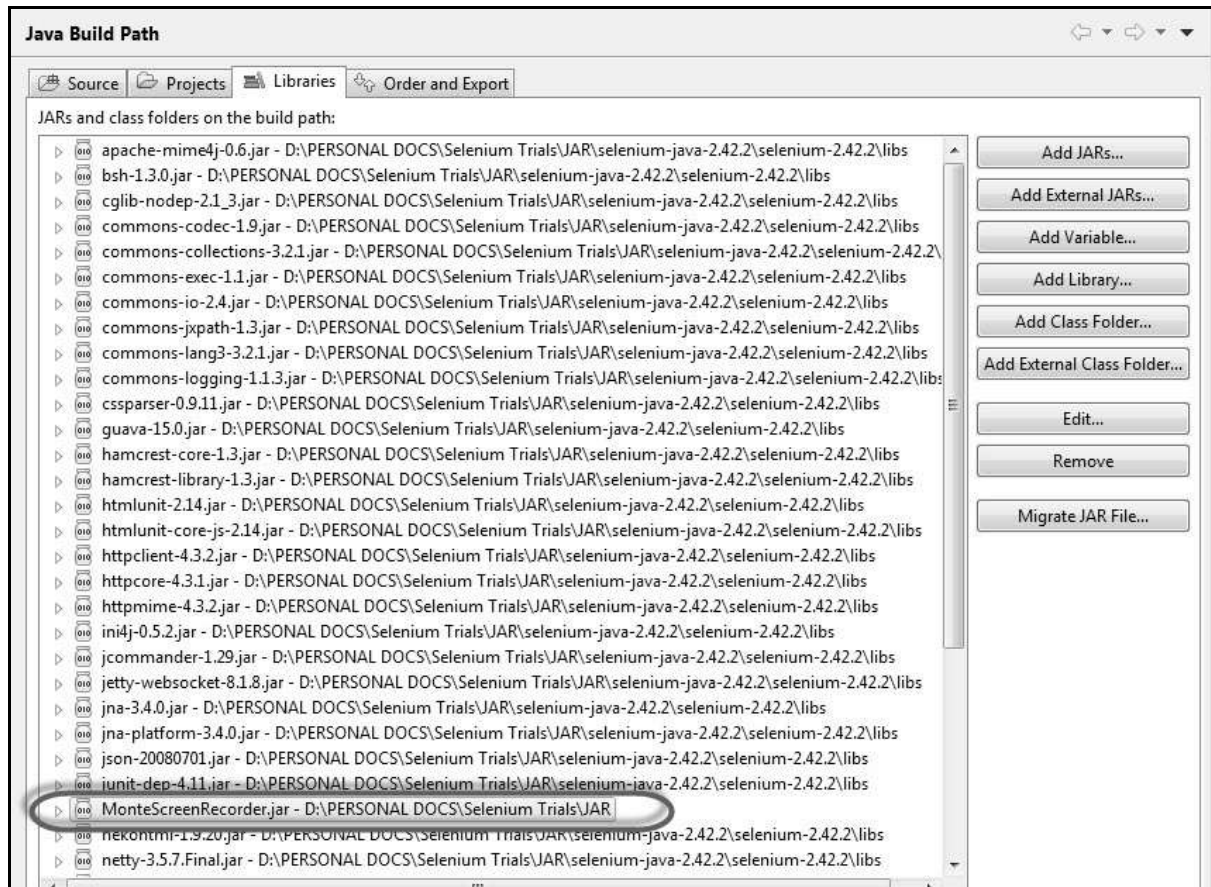 Java Build Path
Source
Projects
Libraries
Order and Export
JARs and class folders on the build path:
apache-mime4j-0.6.jar - D:\PERSONAL DOCS\Selenium Trials\JAR\selenium-java-2.42.2\selenium-2.42.2\libs
bsh-1.3.0.jar - D:\PERSONAL DOCS\Selenium Trials\JAR\selenium-java-2.42.2\selenium-2.42.2\libs
cglib-nodep-2.1_3.jar - D:\PERSONAL DOCS\Selenium Trials\JAR\selenium-java-2.42.2\selenium-2.42.2\libs
commons-codec-1.9.jar - D:\PERSONAL DOCS\Selenium Trials\JAR\selenium-java-2.42.2\selenium-2.42.2\libs
commons-collections-3.2.1.jar - D:\PERSONAL DOCS\Selenium Trials\JAR\selenium-java-2.42.2\selenium-2.42.2\
commons-exec-1.1.jar - D:\PERSONAL DOCS\Selenium Trials\JAR\selenium-java-2.42.2\selenium-2.42.2\libs
commons-io-2.4.jar - D:\PERSONAL DOCS\Selenium Trials\JAR\selenium-java-2.42.2\selenium-2.42.2\libs
commons-jxpath-1.3.jar - D:\PERSONAL DOCS\Selenium Trials\JAR\selenium-java-2.42.2\selenium-2.42.2\libs
commons-lang3-3.2.1.jar - D:\PERSONAL DOCS\Selenium Trials\JAR\selenium-java-2.42.2\selenium-2.42.2\libs
commons-logging-1.1.3.jar - D:\PERSONAL DOCS\Selenium Trials\JAR\selenium-java-2.42.2\selenium-2.42.2\libs
cssparser-0.9.11.jar - D:\PERSONAL DOCS\Selenium Trials\JAR\selenium-java-2.42.2\selenium-2.42.2\libs
guava-15.0.jar - D:\PERSONAL DOCS\Selenium Trials\JAR\selenium-java-2.42.2\selenium-2.42.2\libs
hamcrest-core-1.3.jar - D:\PERSONAL DOCS\Selenium Trials\JAR\selenium-java-2.42.2\selenium-2.42.2\libs
hamcrest-library-1.3.jar - D:\PERSONAL DOCS\Selenium Trials\JAR\selenium-java-2.42.2\selenium-2.42.2\libs
htmlunit-2.14.jar - D:\PERSONAL DOCS\Selenium Trials\JAR\selenium-java-2.42.2\selenium-2.42.2\libs
htmlunit-core-js-2.14.jar - D:\PERSONAL DOCS\Selenium Trials\JAR\selenium-java-2.42.2\selenium-2.42.2\libs
httpclient-4.3.2.jar - D:\PERSONAL DOCS\Selenium Trials\JAR\selenium-java-2.42.2\selenium-2.42.2\libs
httpcore-4.3.1.jar - D:\PERSONAL DOCS\Selenium Trials\JAR\selenium-java-2.42.2\selenium-2.42.2\libs
httpmime-4.3.2.jar - D:\PERSONAL DOCS\Selenium Trials\JAR\selenium-java-2.42.2\selenium-2.42.2\libs
ini4j-0.5.2.jar - D:\PERSONAL DOCS\Selenium Trials\JAR\selenium-java-2.42.2\selenium-2.42.2\libs
jcommander-1.29.jar - D:\PERSONAL DOCS\Selenium Trials\JAR\selenium-java-2.42.2\selenium-2.42.2\libs
jetty-websocket-8.1.8.jar - D:\PERSONAL DOCS\Selenium Trials\JAR\selenium-java-2.42.2\selenium-2.42.2\libs
jna-3.4.0.jar - D:\PERSONAL DOCS\Selenium Trials\JAR\selenium-java-2.42.2\selenium-2.42.2\libs
jna-platform-3.4.0.jar - D:\PERSONAL DOCS\Selenium Trials\JAR\selenium-java-2.42.2\selenium-2.42.2\libs
json-20080701.jar - D:\PERSONAL DOCS\Selenium Trials\JAR\selenium-java-2.42.2\selenium-2.42.2\libs
junit-dep-4.11.jar - D:\PERSONAL DOCS\Selenium Trials\JAR\selenium-java-2.42.2\selenium-2.42.2\libs
MonteScreenRecorder.jar - D:\PERSONAL DOCS\Selenium Trials\JAR
nekohtml-1.9.20.jar - D:\PERSONAL DOCS\Selenium Trials\JAR\selenium-java-2.42.2\selenium-2.42.2\libs
netty-3.5.7.Final.jar - D:\PERSONAL DOCS\Selenium Trials\JAR\selenium-java-2.42.2\selenium-2.42.2\libs
Add JARs...
Add External JARs...
Add Variable...
Add Library...
Add Class Folder...
Add External Class Folder...
Edit...
Remove
Migrate JAR File...